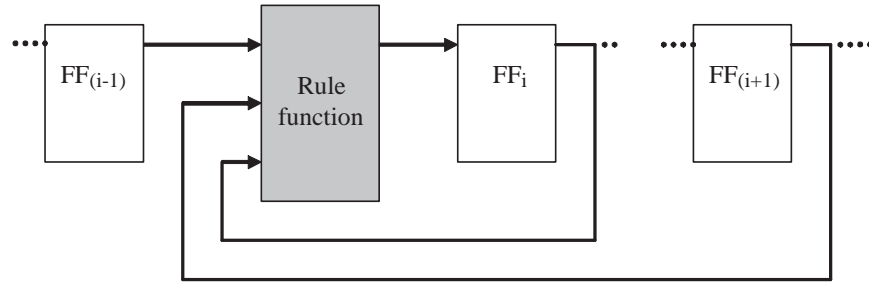 FF(i-1)
Rule
function
FFi
FF(i+1)